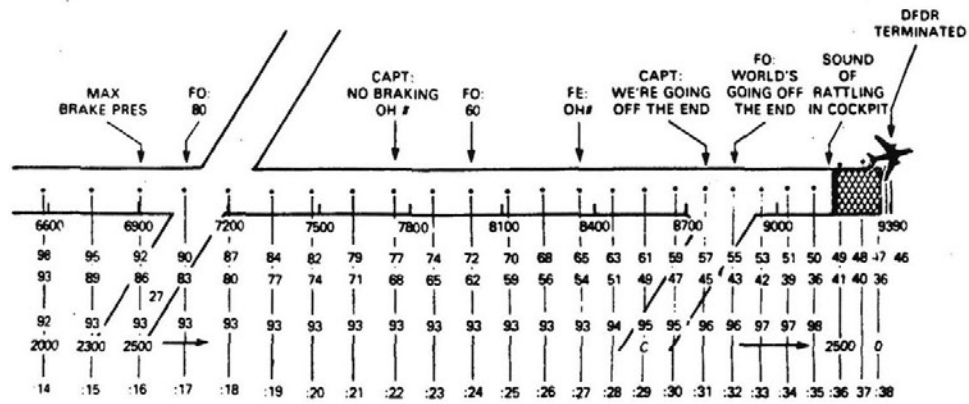 DFDR
TERMINATED
MAX
BRAKE PRES
FO:
80
CAPT:
NO BRAKING
OH #
FO:
60
FE:
OH#
CAPT:
WE'RE GOING
OFF THE END
FO:
WORLD'S
GOING OFF
THE END
SOUND
OF
RATTLING
IN COCKPIT
6600 6900 7200 7500 7800 8100 8400 8700 9000 9390
98 95 92 90 87 84 82 79 77 74 72 70 68 65 63 61 59 57 55 53 51 50 49 48 47 46
93 89 86 83 80 77 74 71 68 65 62 59 56 54 51 49 47 45 43 42 39 36 41 40 36
27
92 93 93 93 93 93 93 93 93 93 93 93 93 93 94 95 95 96 96 97 97 98
2000 2300 2500 C 2500 0
:14 :15 :16 :17 :18 :19 :20 :21 :22 :23 :24 :25 :26 :27 :28 :29 :30 :31 :32 :33 :34 :35 :36 37 :38